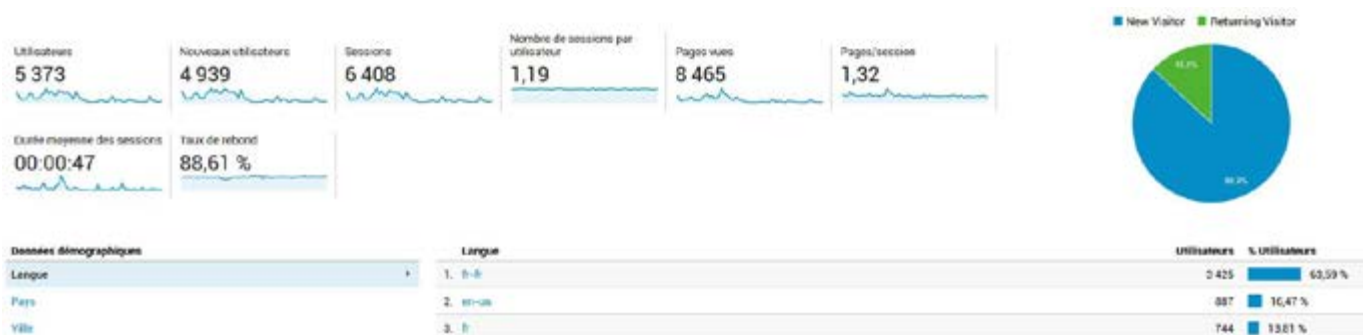 New Visitor Returning Visitor
Utilisateurs
5 373
Nouveaux utilisateurs
4 939
Sessions
6 408
Nombre de sessions par
utilisateur
1,19
Pages vues
8 465
Pages/session
1,32
Durée moyenne des sessions
00:00:47
Taux de rebond
88,61 %
Données démographiques
Langue
Pays
Ville
Langue Utilisateurs % Utilisateurs
1. fr-fr 425 63,59 %
2. en-us 887 16,47 %
3. fr 744 13,81 %